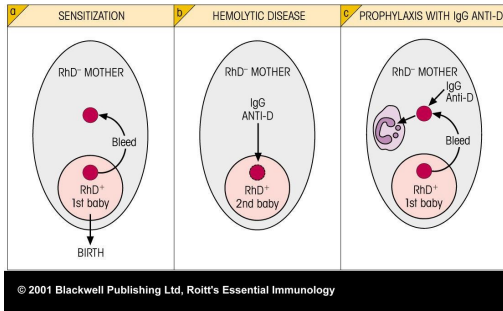 a
SENSITIZATION
RhD⁻ MOTHER
Bleed
RhD⁺
1st baby
BIRTH
b
HEMOLYTIC DISEASE
RhD⁻ MOTHER
IgG
ANTI-D
RhD⁺
2nd baby
c
PROPHYLAXIS WITH IgG ANTI-D
RhD⁻ MOTHER
IgG
Anti-D
Bleed
RhD⁺
1st baby
© 2001 Blackwell Publishing Ltd, Roitt's Essential Immunology